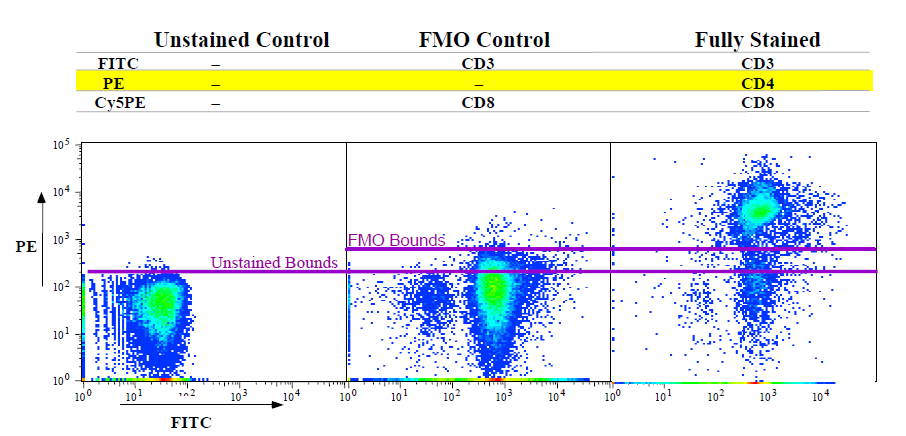 Unstained Control FMO Control Fully Stained
FITC – CD3 CD3
PE – – CD4
Cy5PE – CD8 CD8
10⁵
10⁴
10³
10²
10¹
10⁰
PE
FMO Bounds
Unstained Bounds
10⁰ 10¹ 10² 10³ 10⁴ 10⁰ 10¹ 10² 10³ 10⁴ 10⁰ 10¹ 10² 10³ 10⁴
FITC